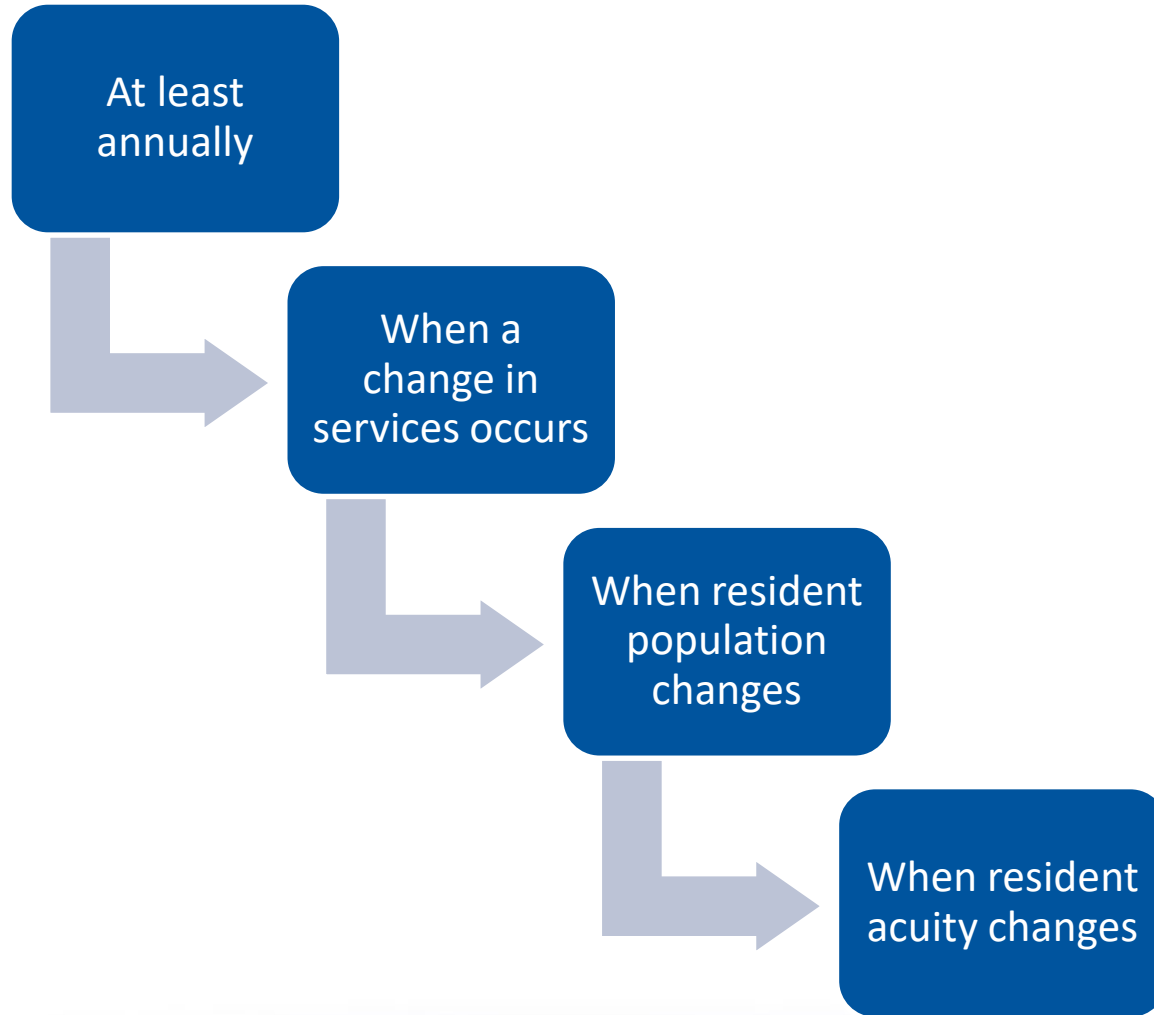 At least
annually
When a
change in
services occurs
When resident
population
changes
When resident
acuity changes